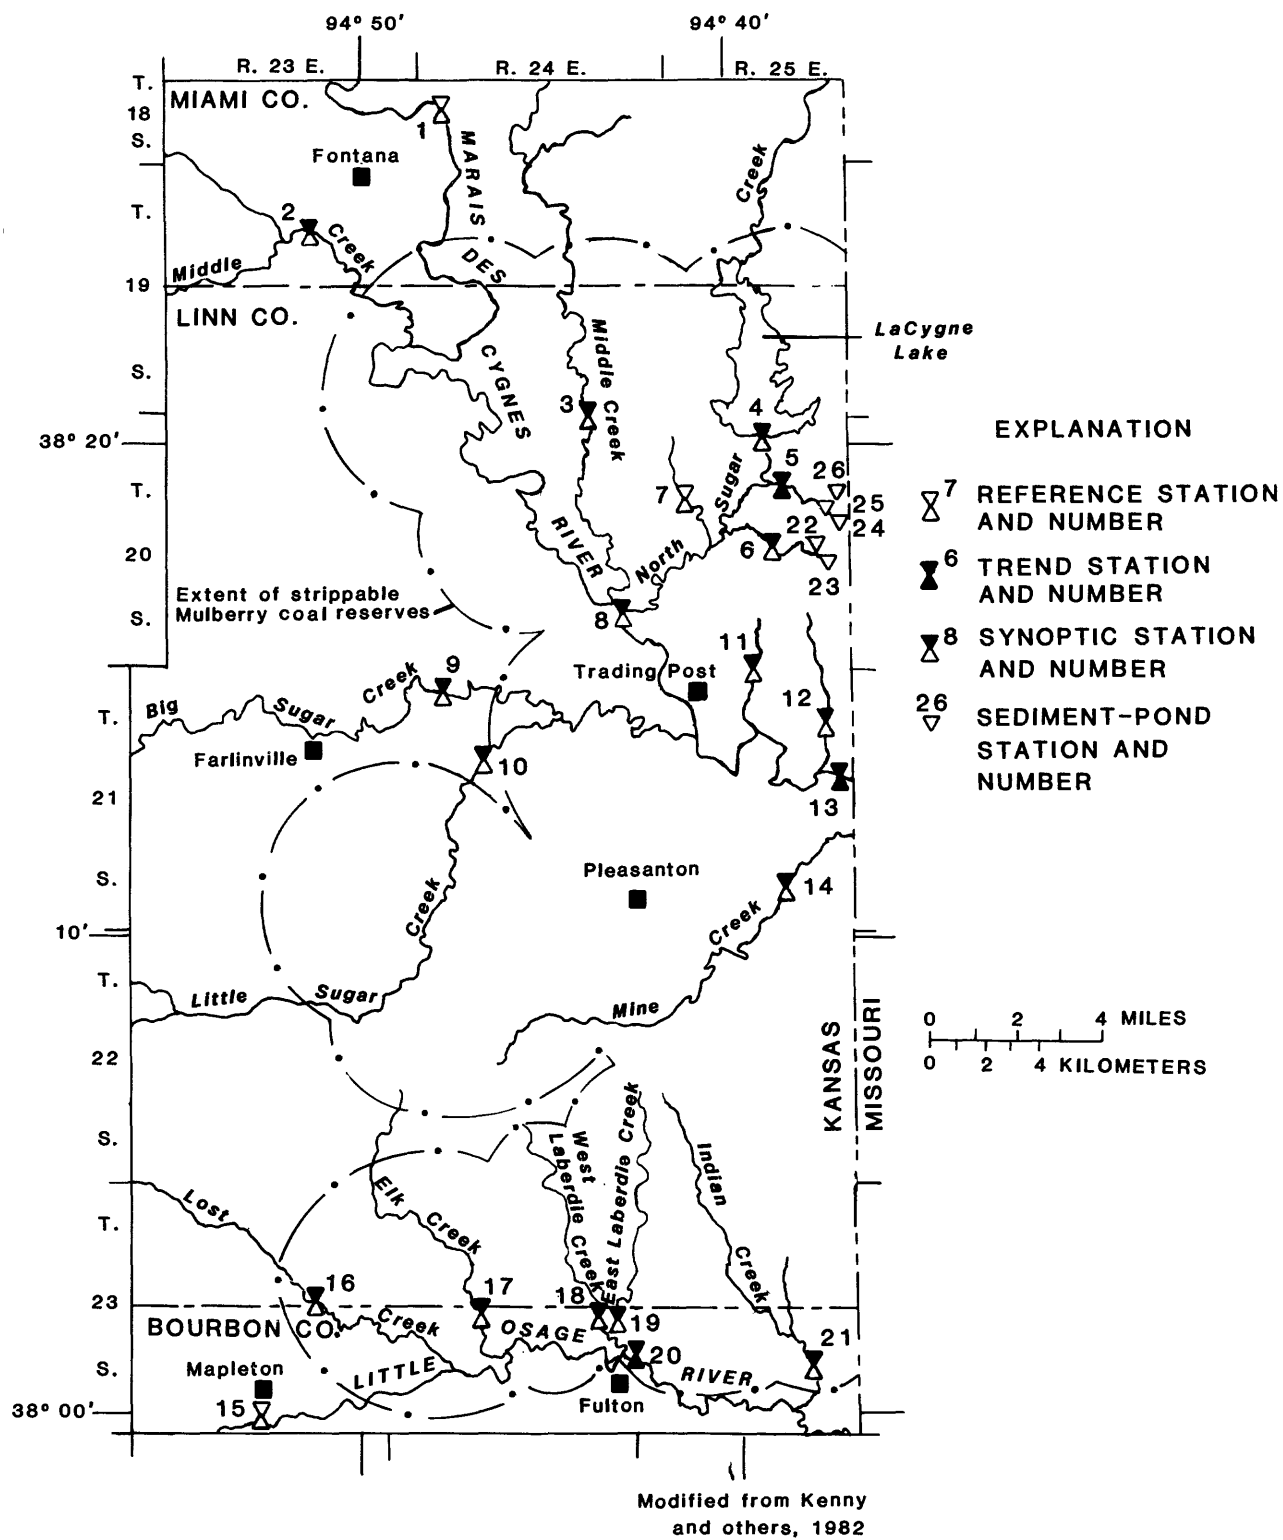 94° 50'
94° 40'
R. 23 E.
R. 24 E.
R. 25 E.
T.
18
S.
MIAMI CO.
1
Fontana
MARAIS
Creek
T.
2
Creek
DES
Middle
19
LINN CO.
LaCygne
Lake
CYGNES
Middle Creek
S.
3
4
38° 20'
EXPLANATION
5
Sugar
26
T.
7
25
24
22
7 REFERENCE STATION
AND NUMBER
RIVER
North
6
20
23
6 TREND STATION
AND NUMBER
Extent of strippable
Mulberry coal reserves
S.
8
8 SYNOPTIC STATION
AND NUMBER
11
Trading Post
9
Creek
12
26 SEDIMENT-POND
STATION AND
NUMBER
T.
Big
Sugar
Farlinville
10
21
13
Pleasanton
S.
14
Creek
Creek
10'
T.
Little
Sugar
Mine
0 2 4 MILES
0 2 4 KILOMETERS
22
KANSAS
MISSOURI
S.
West
Laberdie Creek
East Laberdie Creek
Indian
Creek
Lost
Elk
Creek
T.
16
17
18
23
BOURBON CO.
Creek
OSAGE
19
21
20
S.
Mapleton
LITTLE
RIVER
Fulton
15
38° 00'
Modified from Kenny
and others, 1982